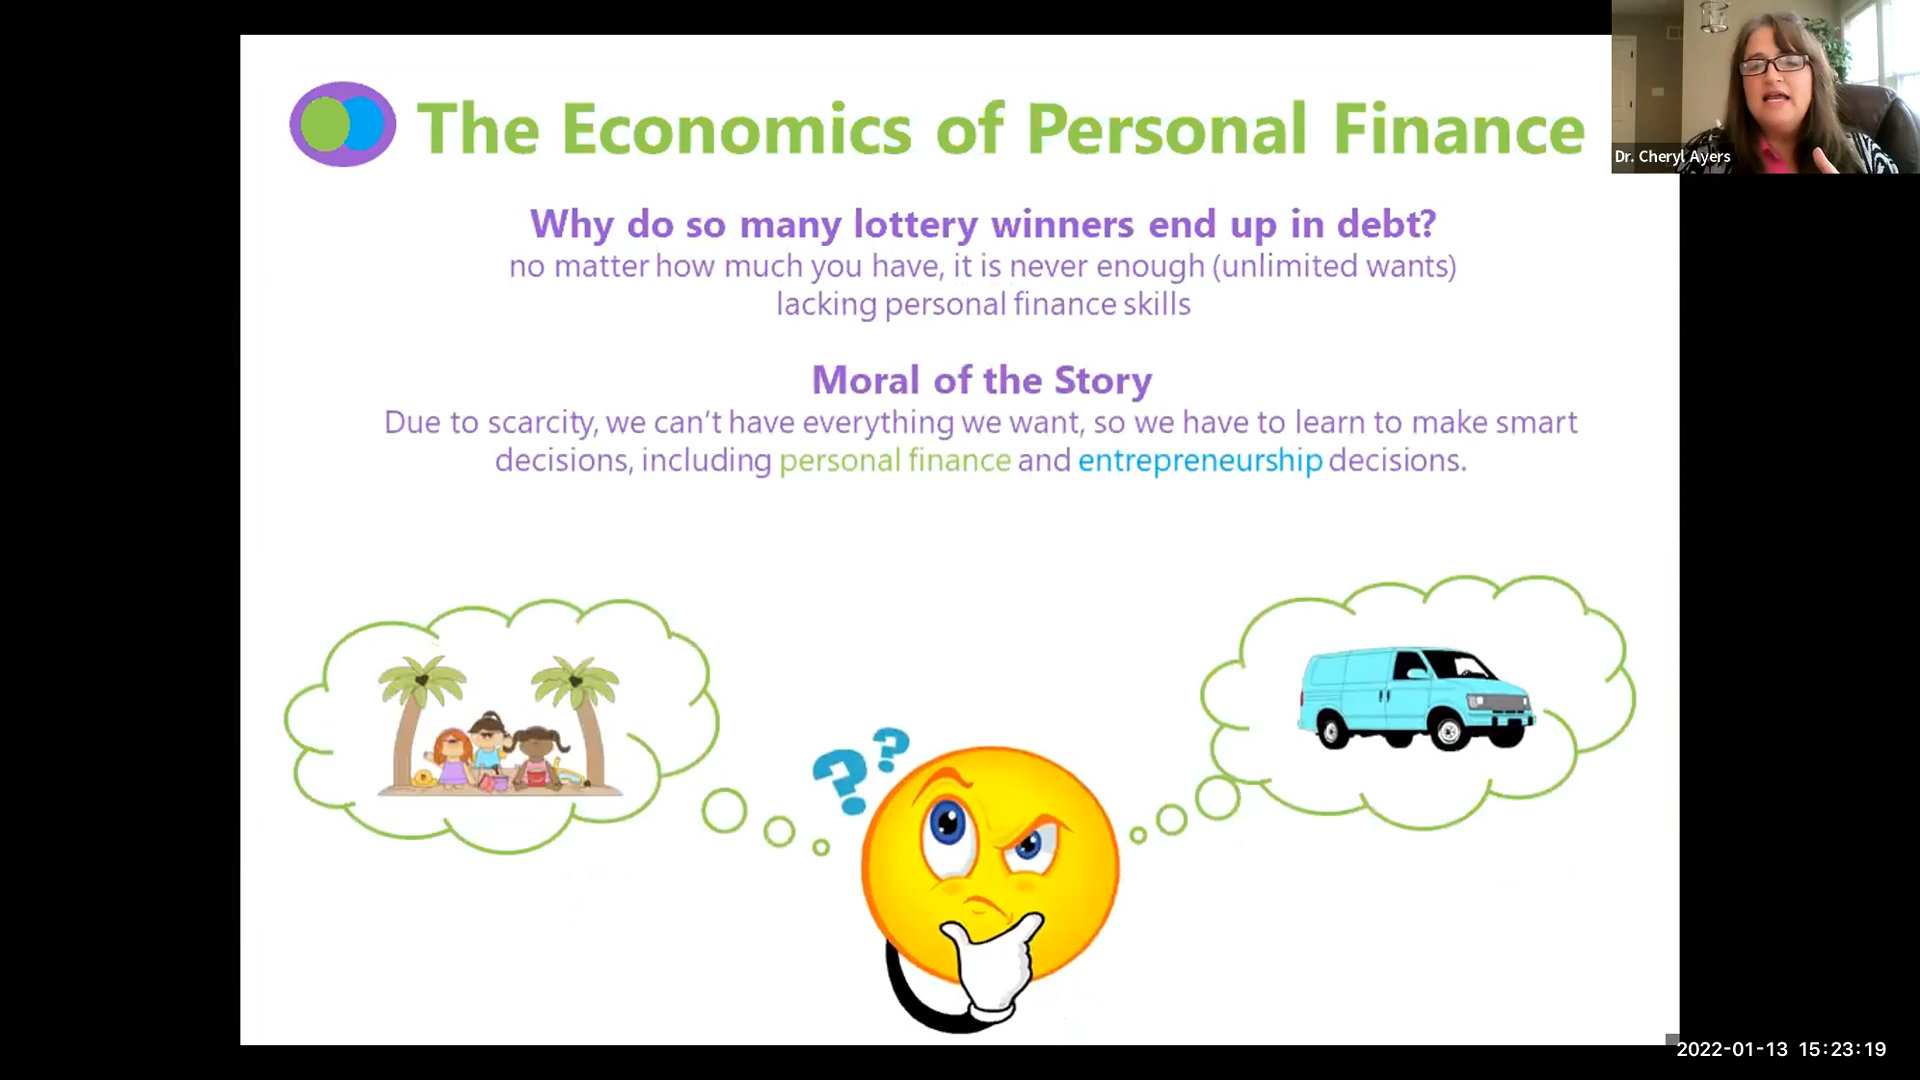 The Economics of Personal Finance
Dr. Cheryl Ayers
Why do so many lottery winners end up in debt?
no matter how much you have, it is never enough (unlimited wants)
lacking personal finance skills
Moral of the Story
Due to scarcity, we can't have everything we want, so we have to learn to make smart
decisions, including personal finance and entrepreneurship decisions.
? ?
2022-01-13 15:23:19